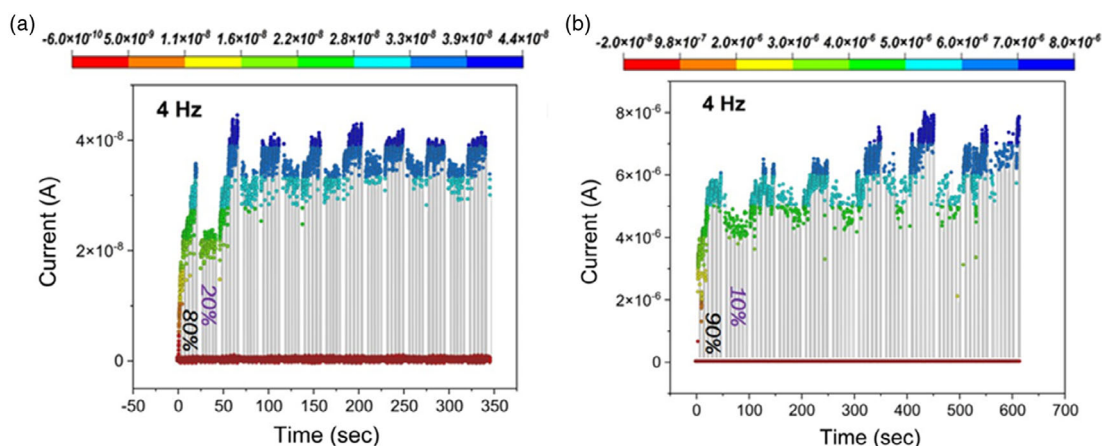 (a)
-6.0×10⁻¹⁰ 5.0×10⁻⁹ 1.1×10⁻⁸ 1.6×10⁻⁸ 2.2×10⁻⁸ 2.8×10⁻⁸ 3.3×10⁻⁸ 3.9×10⁻⁸ 4.4×10⁻⁸
4 Hz
4×10⁻⁸
2×10⁻⁸
0
Current (A)
80%
20%
-50 0 50 100 150 200 250 300 350
Time (sec)
(b)
-2.0×10⁻⁸ 9.8×10⁻⁷ 2.0×10⁻⁶ 3.0×10⁻⁶ 4.0×10⁻⁶ 5.0×10⁻⁶ 6.0×10⁻⁶ 7.0×10⁻⁶ 8.0×10⁻⁶
4 Hz
8×10⁻⁶
6×10⁻⁶
4×10⁻⁶
2×10⁻⁶
0
Current (A)
90%
10%
0 100 200 300 400 500 600 700
Time (sec)